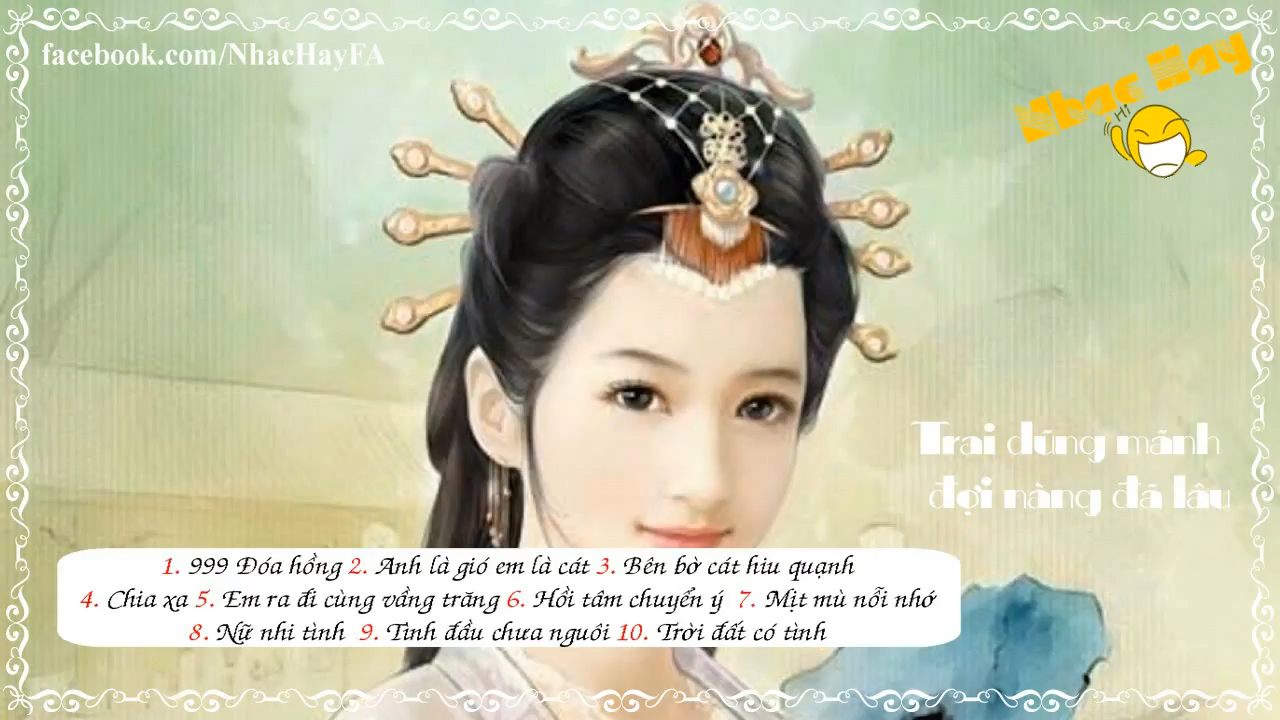 facebook.com/NhacHayFA
Nhac Hay
Hi
Trai dũng mãnh
đợi nàng đã lâu
1. 999 Đóa hồng 2. Anh là gió em là cát 3. Bên bờ cát hiu quạnh
4. Chia xa 5. Em ra đi cùng vầng trăng 6. Hồi tâm chuyển ý 7. Mịt mù nỗi nhớ
8. Nữ nhi tình 9. Tình đầu chưa nguôi 10. Trời đất có tình